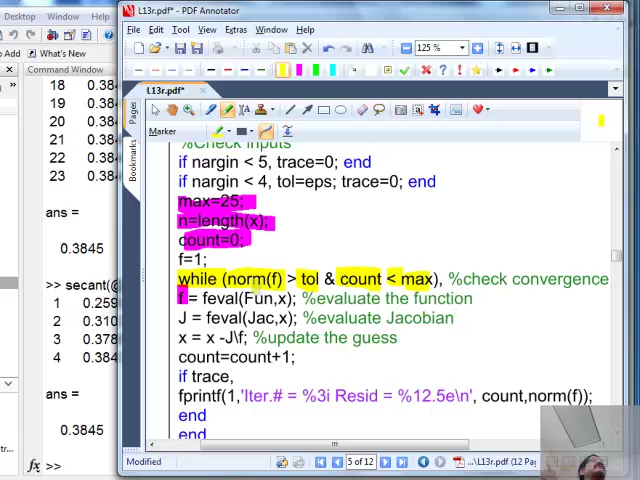 Desktop Window Help
L13r.pdf* - PDF Annotator
File Edit View Extras Window Help
125 %
to Add What's New
Command Window
L13r.pdf*
Marker
Pages
Bookmarks
18 0.384
19 0.384
20 0.384
21 0.384
22 0.384
23 0.384
ans =
0.3845
>> secant(@
1 0.259
2 0.310
3 0.378
4 0.384
ans =
0.3845
fx >>
%Check inputs
if nargin < 5, trace=0; end
if nargin < 4, tol=eps; trace=0; end
max=25;
n=length(x);
count=0;
f=1;
while (norm(f) > tol & count < max), %check convergence
f = feval(Fun,x); %evaluate the function
J = feval(Jac,x); %evaluate Jacobian
x = x -J\f; %update the guess
count=count+1;
if trace,
fprintf(1,'Iter.# = %3i Resid = %12.5e\n', count,norm(f));
end
end
Modified
5 of 12
L13r.pdf (12 Pa